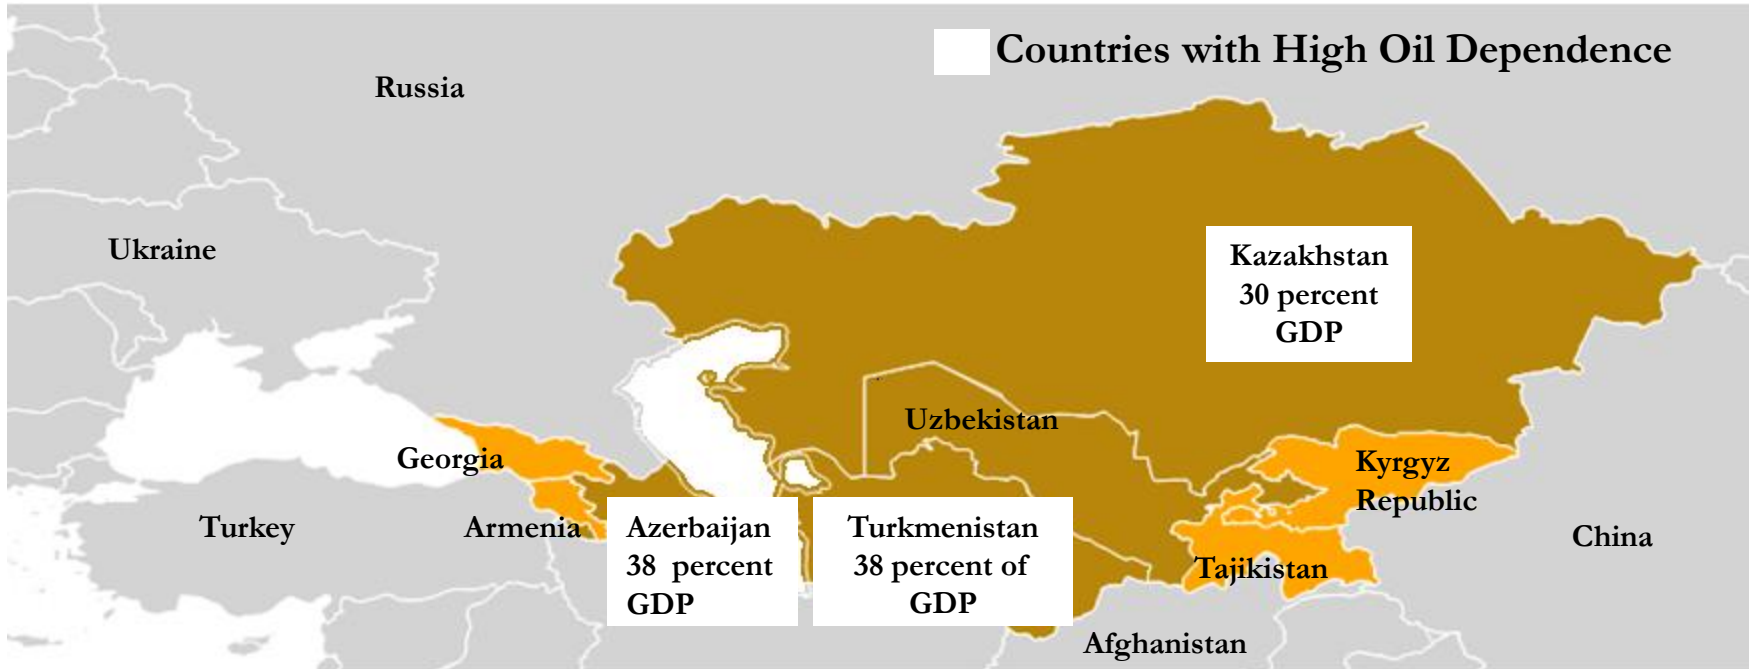 Countries with High Oil Dependence
Russia
Ukraine
Kazakhstan
30 percent
GDP
Uzbekistan
Georgia
Kyrgyz
Republic
Turkey
Armenia
Azerbaijan
38 percent
GDP
Turkmenistan
38 percent of
GDP
China
Tajikistan
Afghanistan